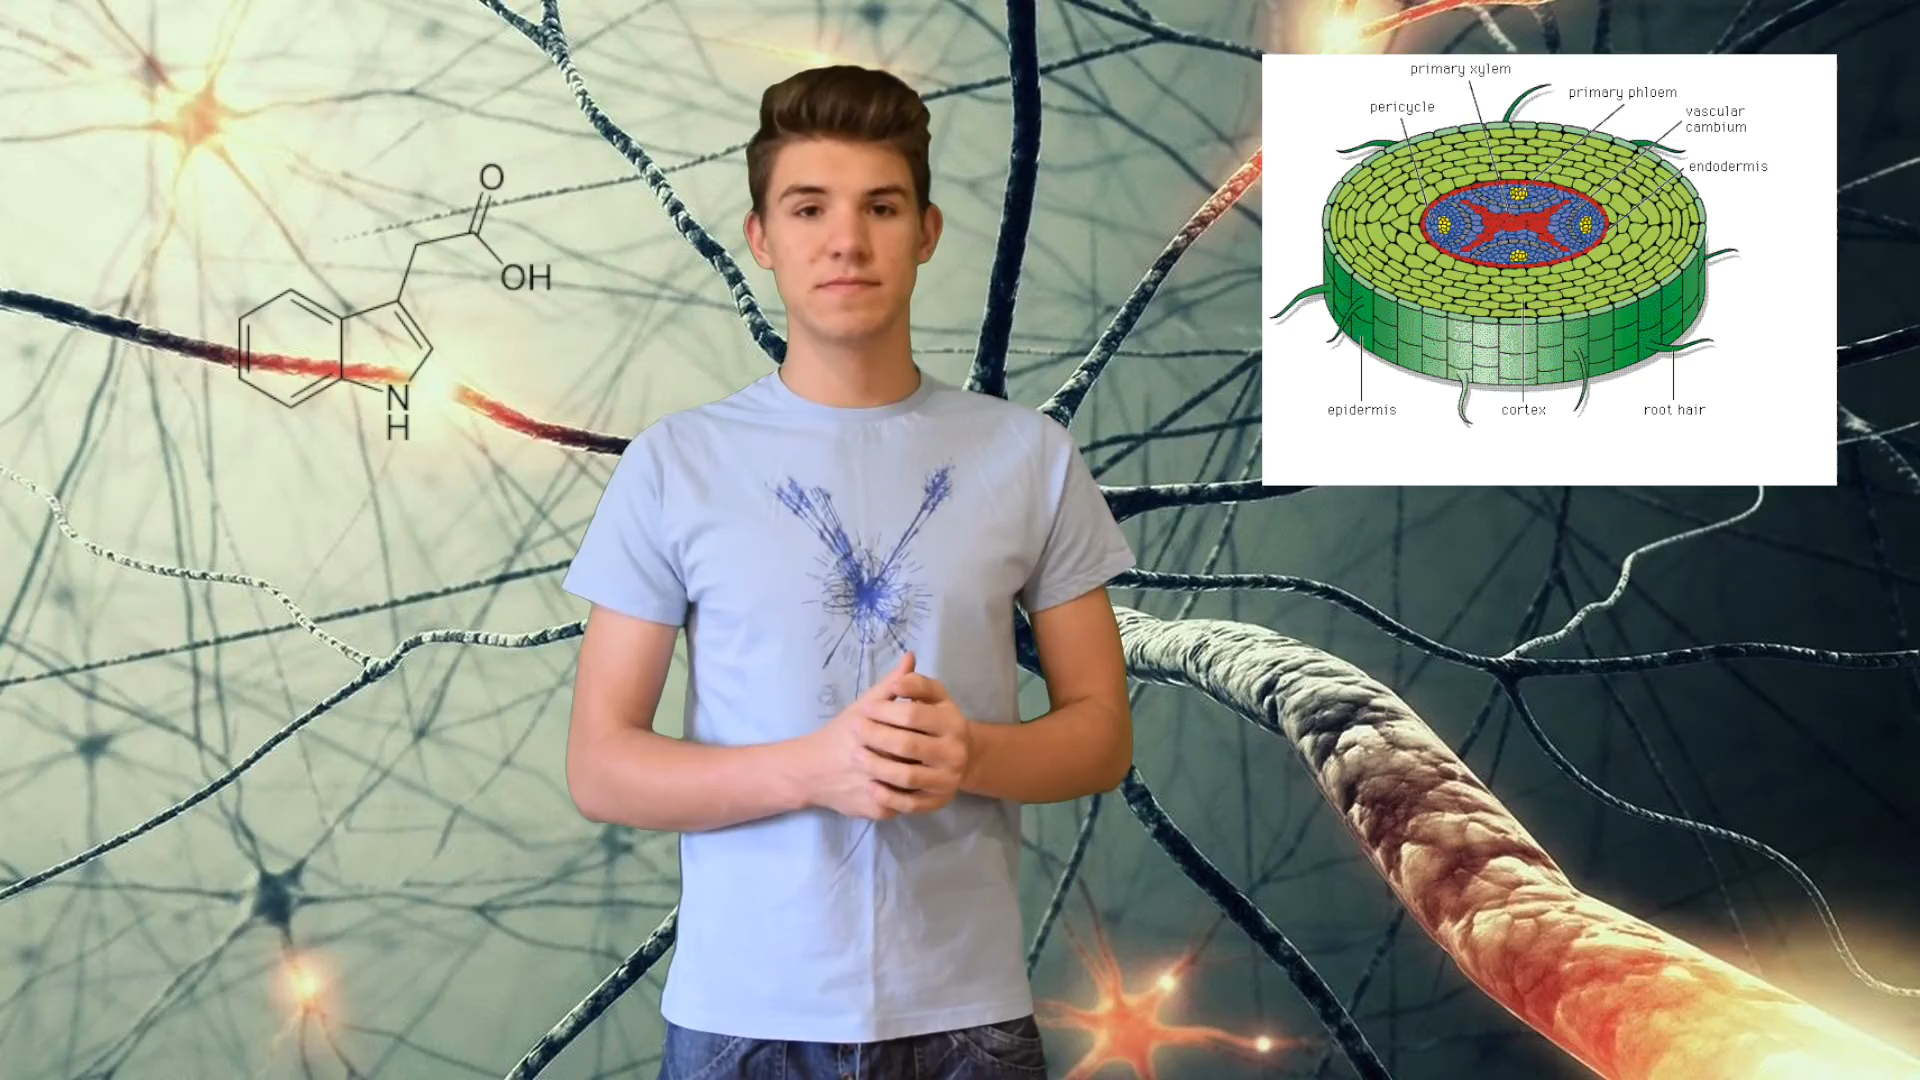 O
OH
N
H
primary xylem
primary phloem
pericycle
vascular
cambium
endodermis
epidermis
cortex
root hair